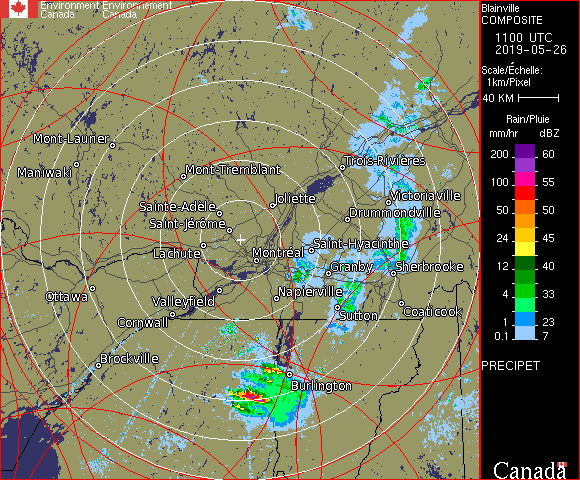 Environment Environnement
Canada Canada
Blainville
COMPOSITE
1100 UTC
2019-05-26
Scale/Échelle:
1km/Pixel
40 KM
Rain/Pluie
mm/hr dBZ
200 60
100 55
50 50
24 45
12 40
4 33
1 23
0.1 7
PRECIPET
Canada
Mont-Laurier
Maniwaki
Mont-Tremblant
Trois-Rivières
Sainte-Adèle
Joliette
Victoriaville
Saint-Jérôme
Drummondville
Lachute
Montréal
Saint-Hyacinthe
Granby
Sherbrooke
Ottawa
Valleyfield
Napierville
Cornwall
Sutton
Coaticook
Brockville
Burlington